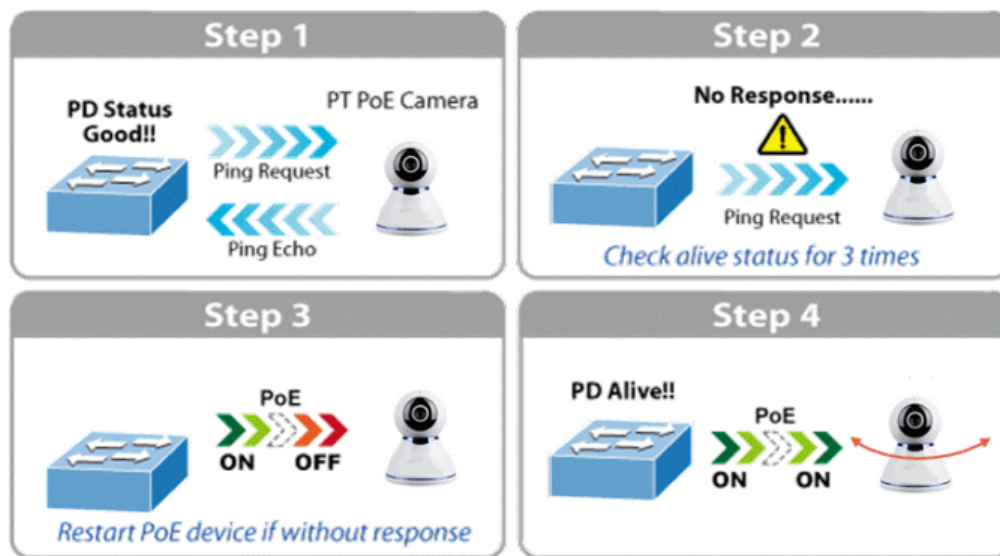 Step 1
PD Status
Good!!
PT PoE Camera
Ping Request
Ping Echo
Step 2
No Response......
Ping Request
Check alive status for 3 times
Step 3
PoE
ON OFF
Restart PoE device if without response
Step 4
PD Alive!!
PoE
ON ON